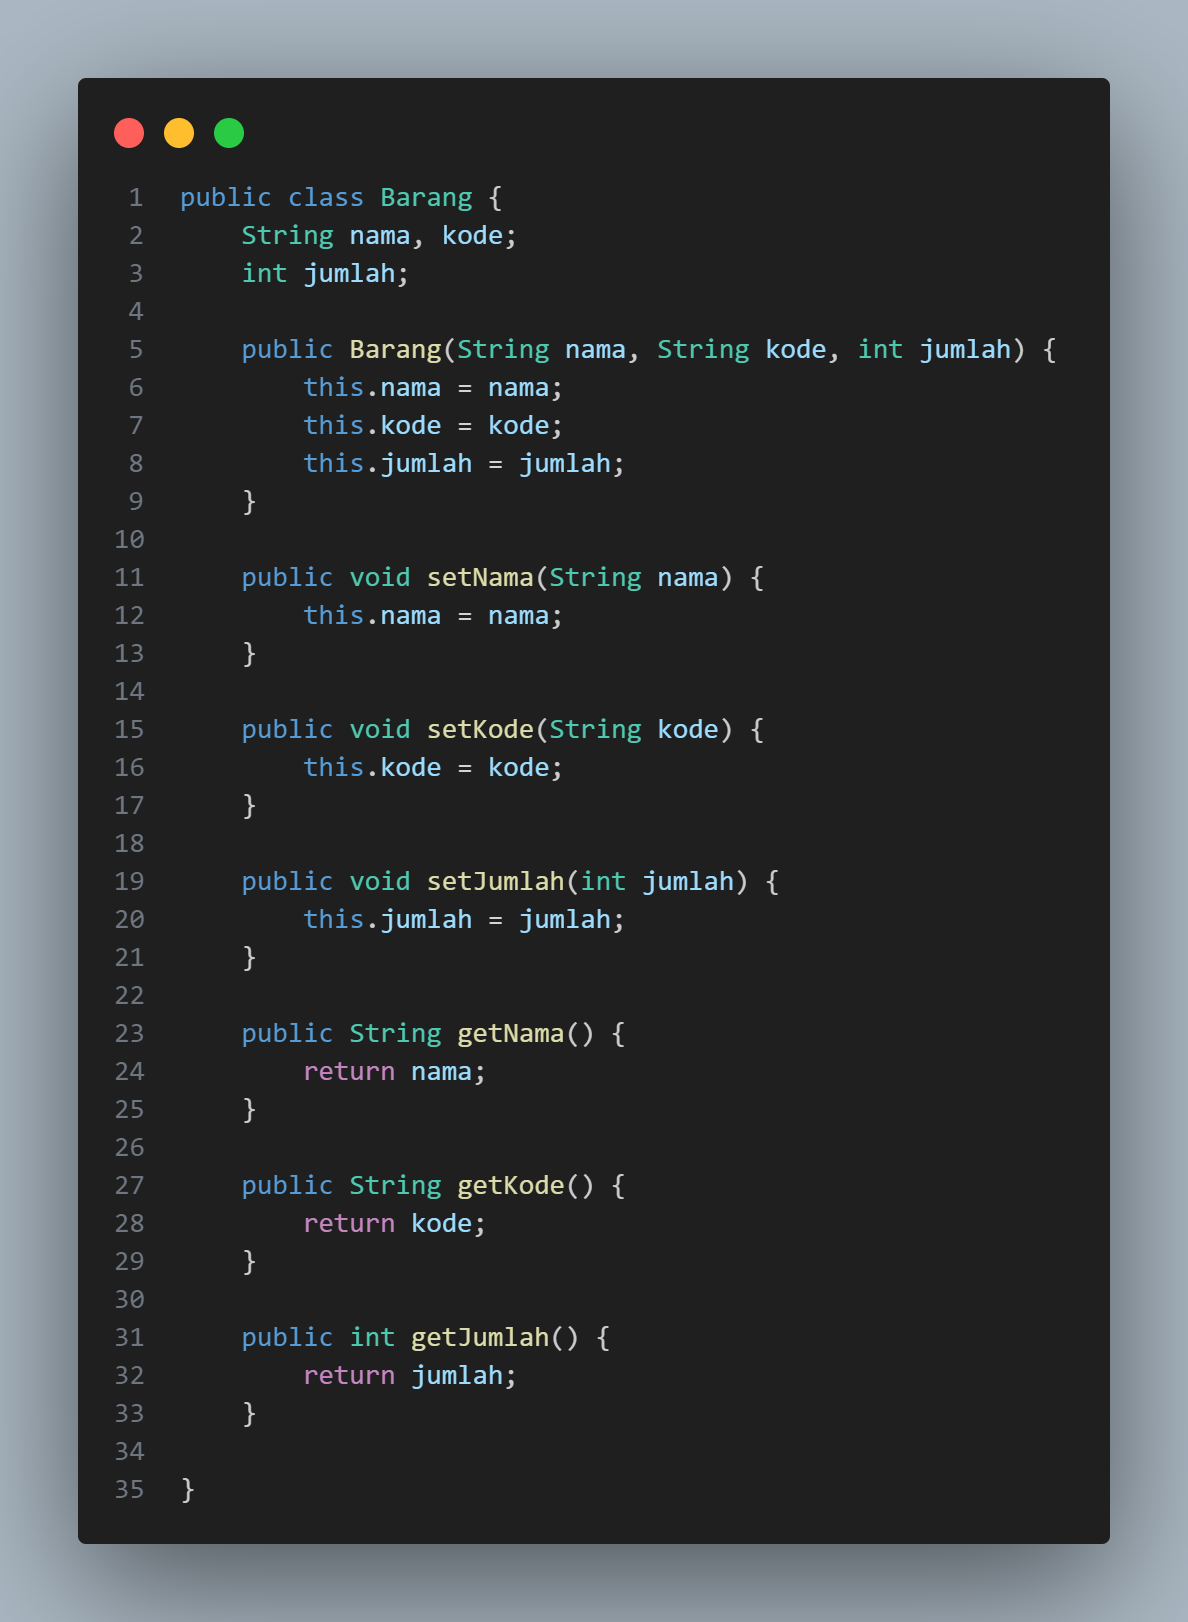 1 public class Barang {
2     String nama, kode;
3     int jumlah;
4
5     public Barang(String nama, String kode, int jumlah) {
6         this.nama = nama;
7         this.kode = kode;
8         this.jumlah = jumlah;
9     }
10
11     public void setNama(String nama) {
12         this.nama = nama;
13     }
14
15     public void setKode(String kode) {
16         this.kode = kode;
17     }
18
19     public void setJumlah(int jumlah) {
20         this.jumlah = jumlah;
21     }
22
23     public String getNama() {
24         return nama;
25     }
26
27     public String getKode() {
28         return kode;
29     }
30
31     public int getJumlah() {
32         return jumlah;
33     }
34
35 }